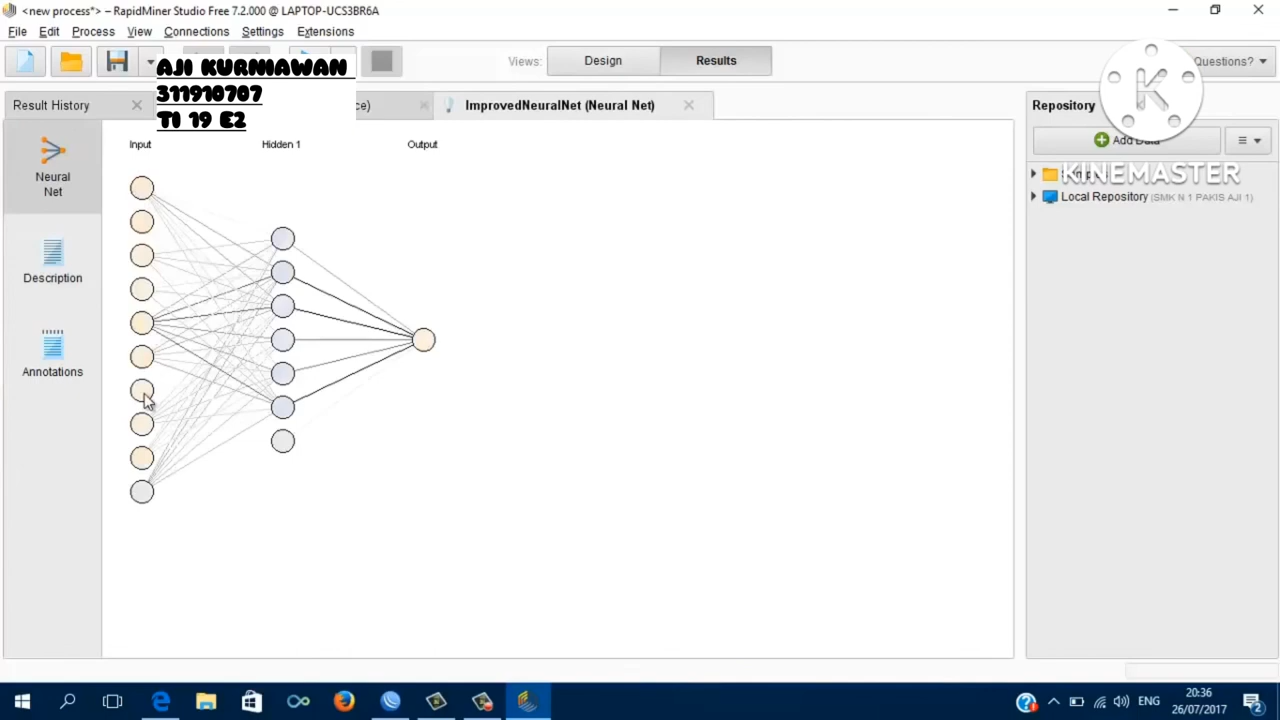 <new process*> – RapidMiner Studio Free 7.2.000 @ LAPTOP-UCS3BR6A
File Edit Process View Connections Settings Extensions
Views: Design Results Questions?
AJI KURNIAWAN
311910707
TI 19 E2
Result History ce) ImprovedNeuralNet (Neural Net) Repository
K
Add Data
Input Hidden 1 Output
Neural
Net
KINEMASTER
Local Repository (SMK N 1 PAKIS AJI 1)
Description
Annotations
ENG
20:36
26/07/2017
2